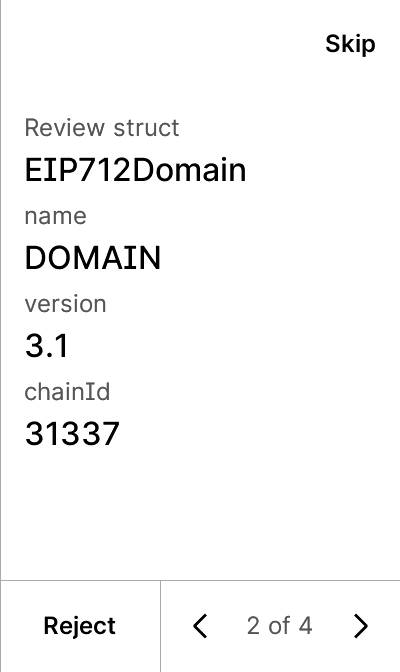 Skip
Review struct
EIP712Domain
name
DOMAIN
version
3.1
chainId
31337
Reject
2 of 4